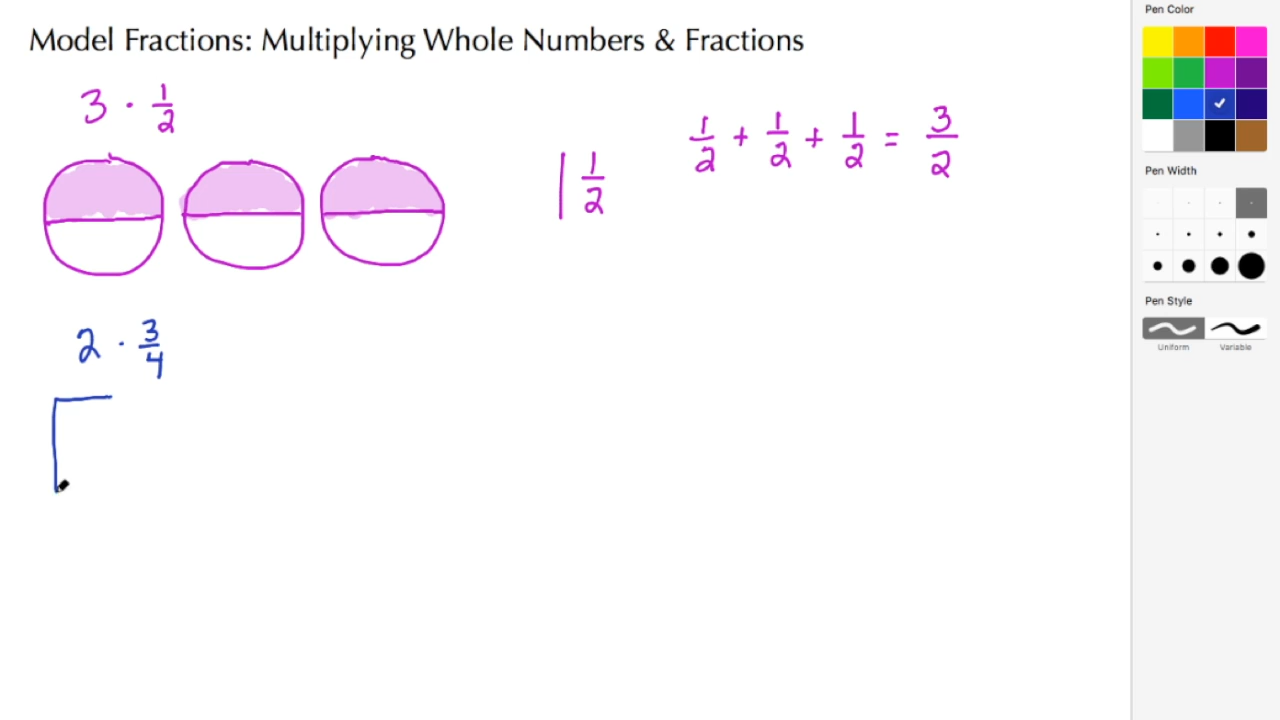 Model Fractions: Multiplying Whole Numbers & Fractions
3 · 1/2
1/2 + 1/2 + 1/2 = 3/2
1 1/2
2 · 3/4
Pen Color
Pen Width
Pen Style
Uniform Variable